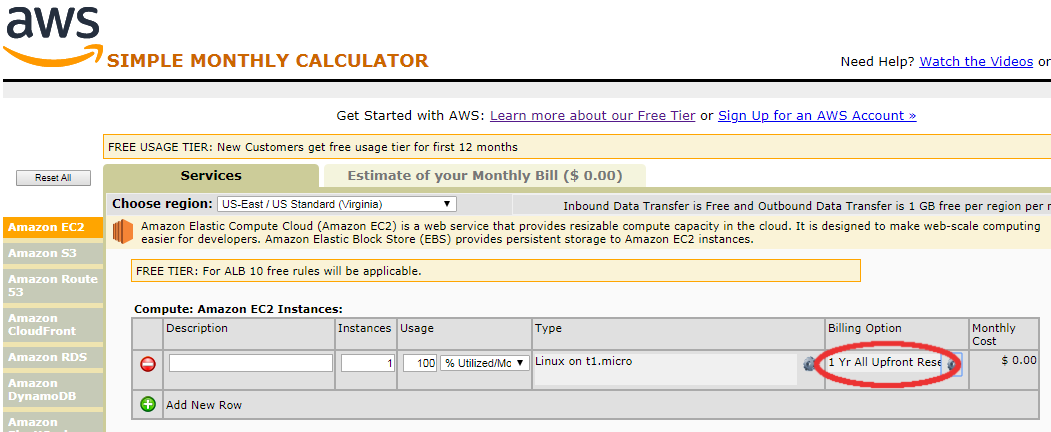 aws
SIMPLE MONTHLY CALCULATOR
Need Help? Watch the Videos or
Get Started with AWS: Learn more about our Free Tier or Sign Up for an AWS Account »
FREE USAGE TIER: New Customers get free usage tier for first 12 months
Reset All
Services
Estimate of your Monthly Bill ($ 0.00)
Choose region: US-East / US Standard (Virginia)
Inbound Data Transfer is Free and Outbound Data Transfer is 1 GB free per region per m
Amazon EC2
Amazon S3
Amazon Route
53
Amazon
CloudFront
Amazon RDS
Amazon
DynamoDB
Amazon
Amazon Elastic Compute Cloud (Amazon EC2) is a web service that provides resizable compute capacity in the cloud. It is designed to make web-scale computing
easier for developers. Amazon Elastic Block Store (EBS) provides persistent storage to Amazon EC2 instances.
FREE TIER: For ALB 10 free rules will be applicable.
Compute: Amazon EC2 Instances:
Description Instances Usage Type Billing Option Monthly
Cost
1 100 % Utilized/Mo Linux on t1.micro 1 Yr All Upfront Rese $ 0.00
Add New Row